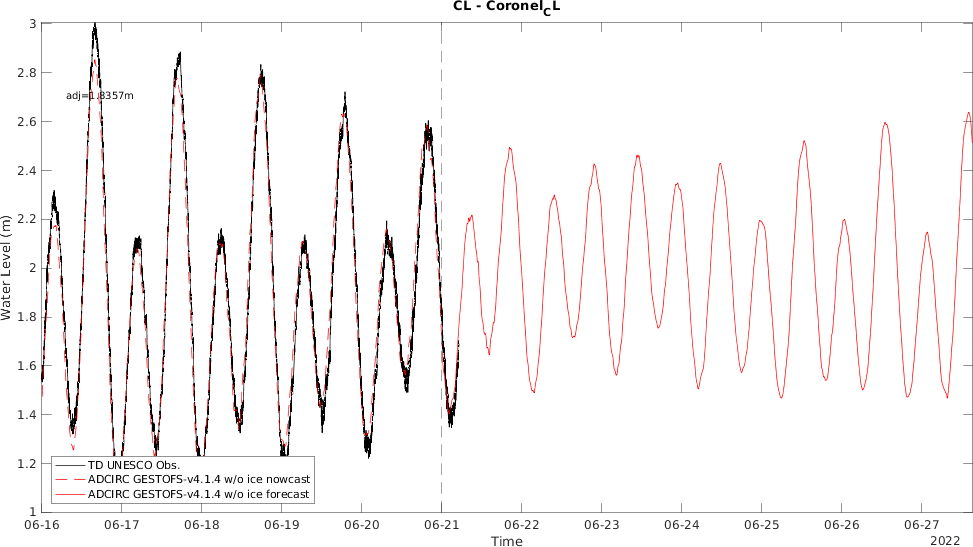 CL - Coronel_CL
3
2.8
2.6
2.4
2.2
2
1.8
1.6
1.4
1.2
1
Water Level (m)
adj=1.8357m
TD UNESCO Obs.
ADCIRC GESTOFS-v4.1.4 w/o ice nowcast
ADCIRC GESTOFS-v4.1.4 w/o ice forecast
06-16 06-17 06-18 06-19 06-20 06-21 06-22 06-23 06-24 06-25 06-26 06-27
Time
2022